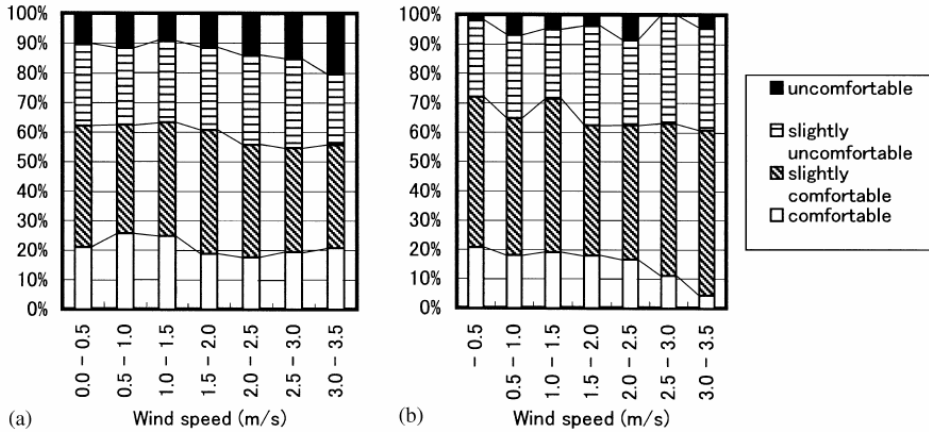 100%
90%
80%
70%
60%
50%
40%
30%
20%
10%
0%
0.0 – 0.5
0.5 – 1.0
1.0 – 1.5
1.5 – 2.0
2.0 – 2.5
2.5 – 3.0
3.0 – 3.5
(a)
Wind speed (m/s)
100%
90%
80%
70%
60%
50%
40%
30%
20%
10%
0%
– 0.5
0.5 – 1.0
1.0 – 1.5
1.5 – 2.0
2.0 – 2.5
2.5 – 3.0
3.0 – 3.5
(b)
Wind speed (m/s)
uncomfortable
slightly
uncomfortable
slightly
comfortable
comfortable